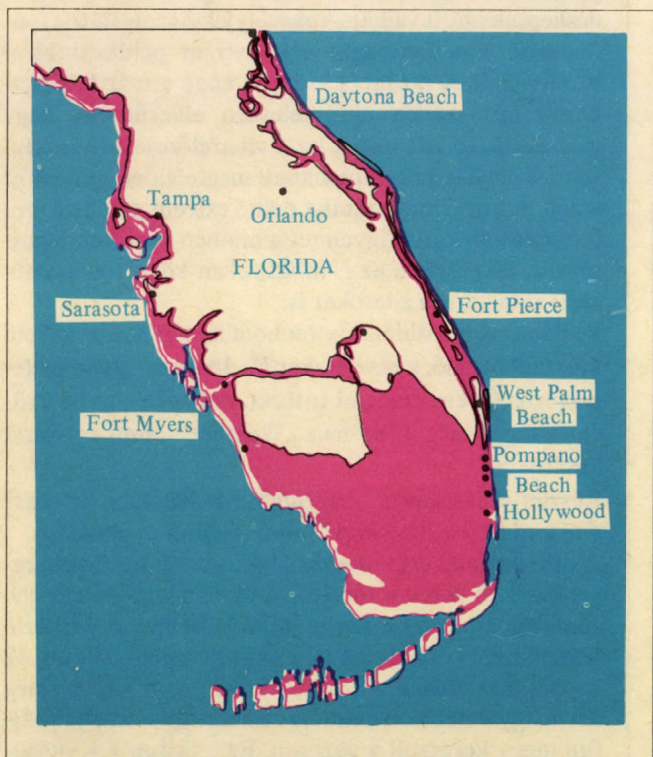 Daytona Beach
Tampa
Orlando
FLORIDA
Sarasota
Fort Pierce
West Palm
Beach
Fort Myers
Pompano
Beach
Hollywood